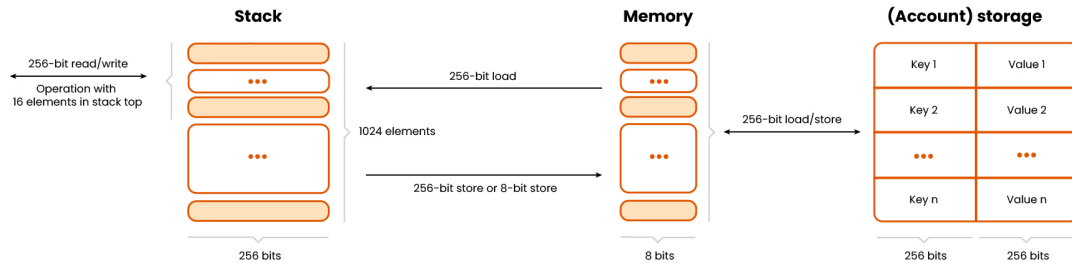 Stack
Memory
(Account) storage
256-bit read/write
Operation with
16 elements in stack top
256-bit load
1024 elements
256-bit store or 8-bit store
256-bit load/store
Key 1
Value 1
Key 2
Value 2
Key n
Value n
256 bits
8 bits
256 bits
256 bits